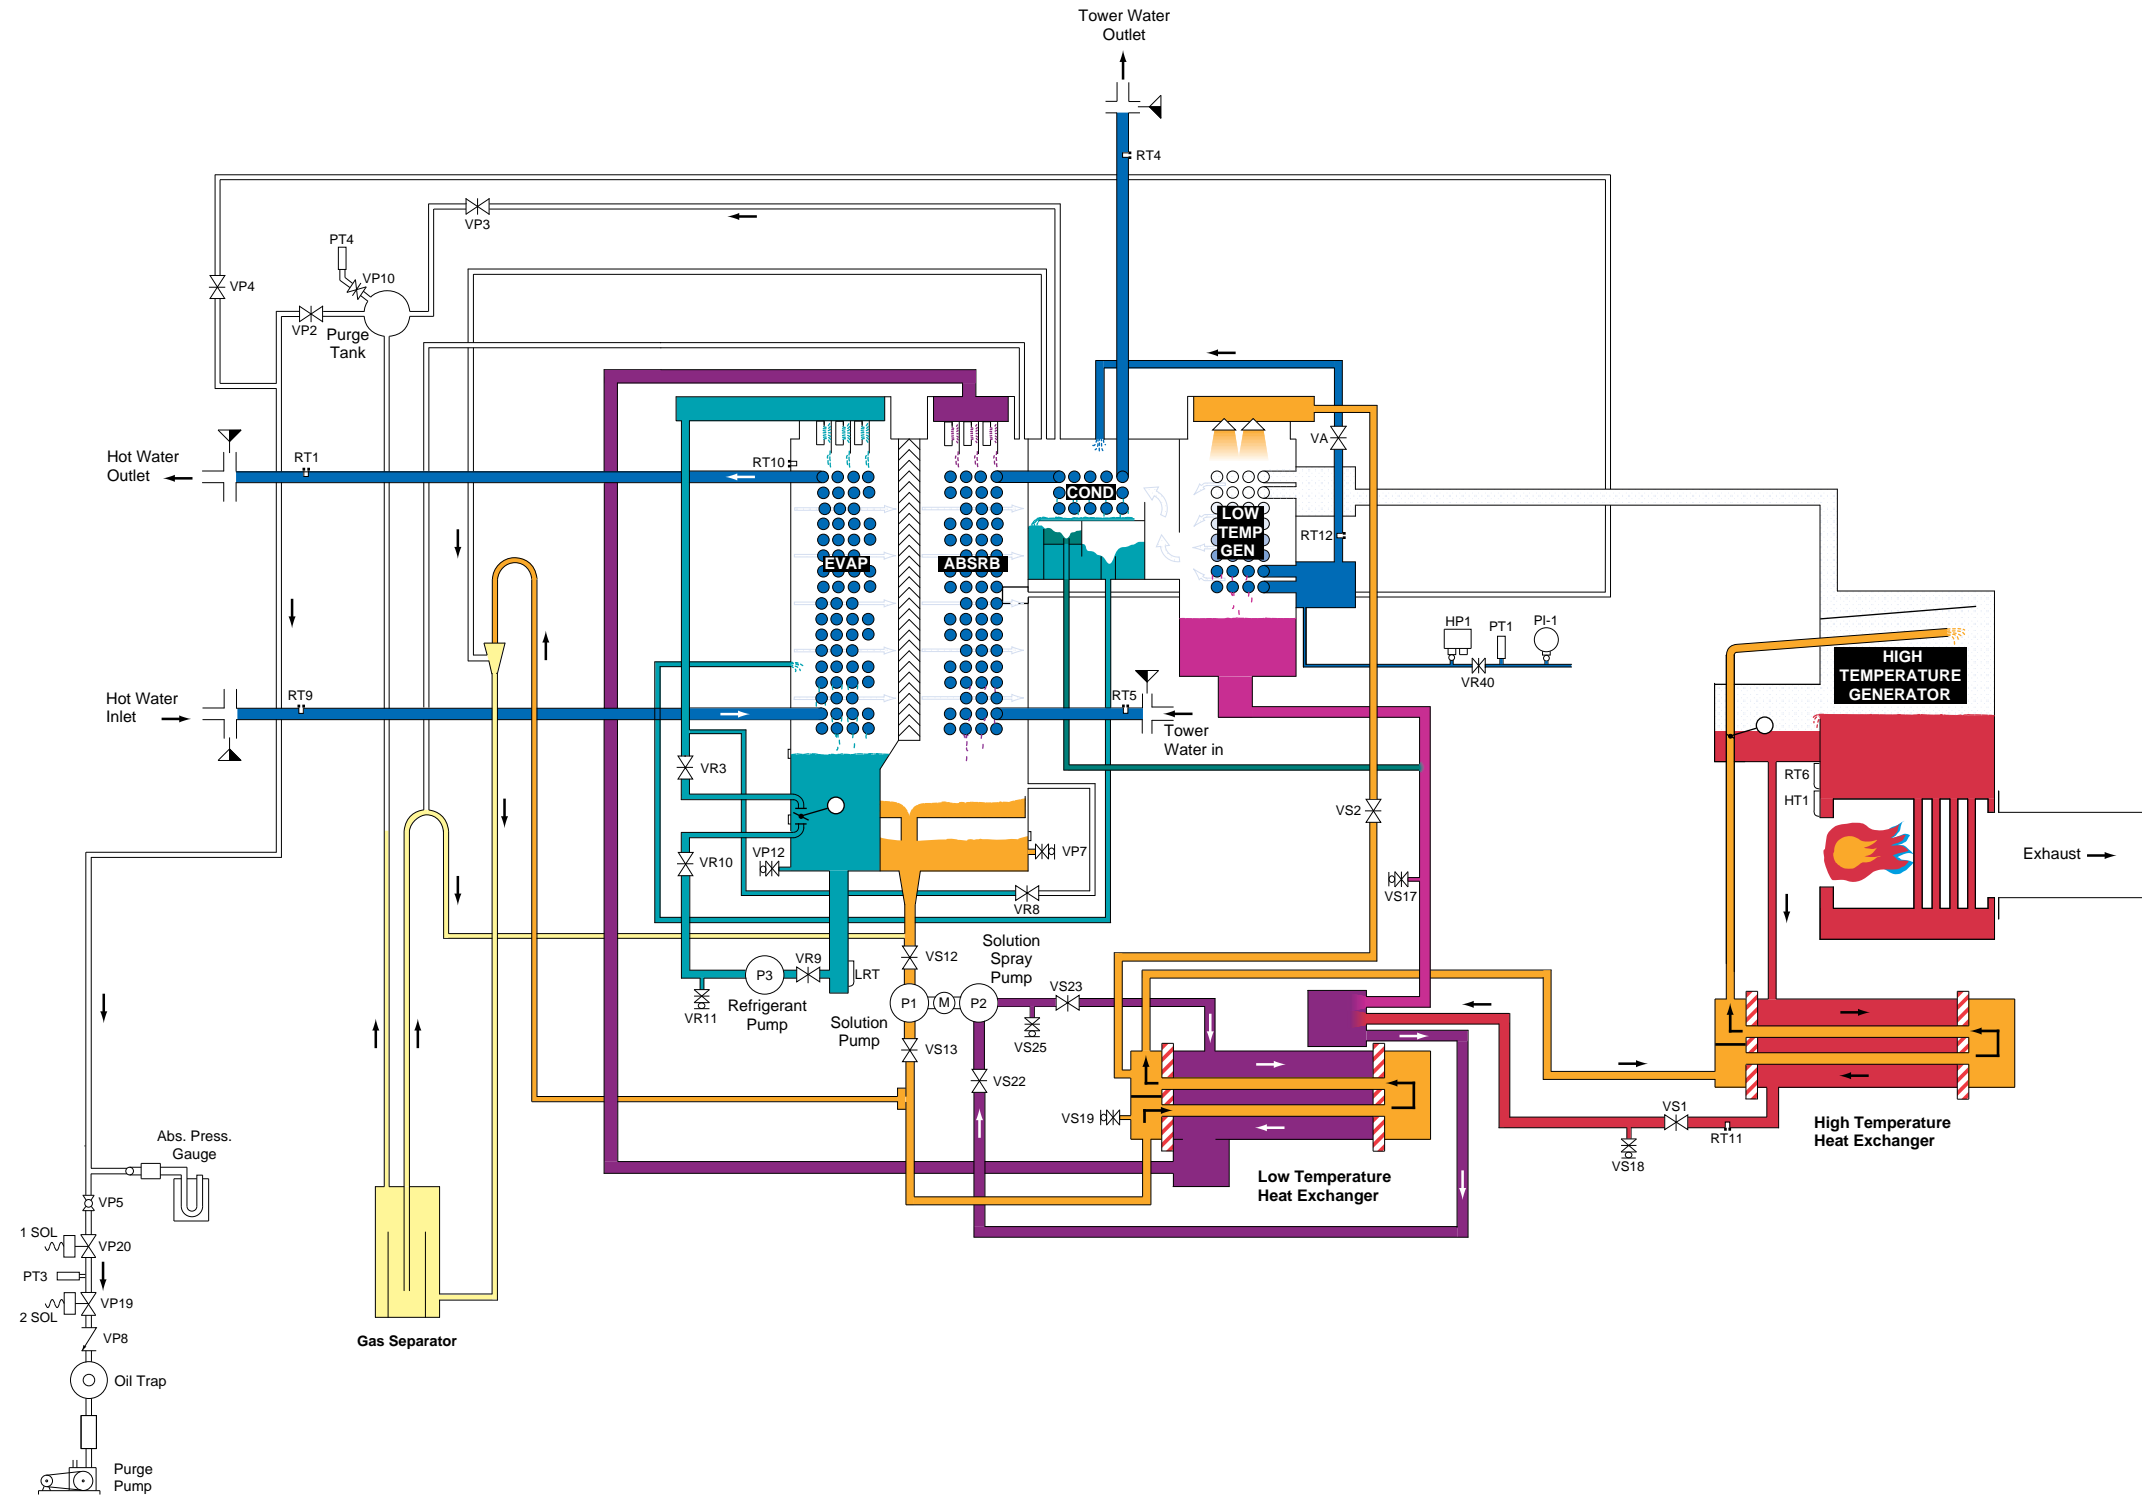 Tower Water
Outlet
RT4
VP3
PT4
VP10
VP4
VP2
Purge
Tank
Hot Water
Outlet
RT1
RT10
COND
VA
LOW
TEMP
GEN
RT12
EVAP
ABSRB
HP1
PT1
PI-1
VR40
HIGH
TEMPERATURE
GENERATOR
Hot Water
Inlet
RT9
RT5
Tower
Water in
VR3
RT6
HT1
VS2
VR10
VP12
VP7
Exhaust
VS17
VR8
Solution
Spray
Pump
VS12
VR9
LRT
P3
VS23
P1
M
P2
VR11
Refrigerant
Pump
Solution
Pump
VS25
VS13
VS22
VS19
VS1
RT11
VS18
High Temperature
Heat Exchanger
Abs. Press.
Gauge
Low Temperature
Heat Exchanger
VP5
1 SOL
VP20
PT3
VP19
2 SOL
VP8
Gas Separator
Oil Trap
Purge
Pump